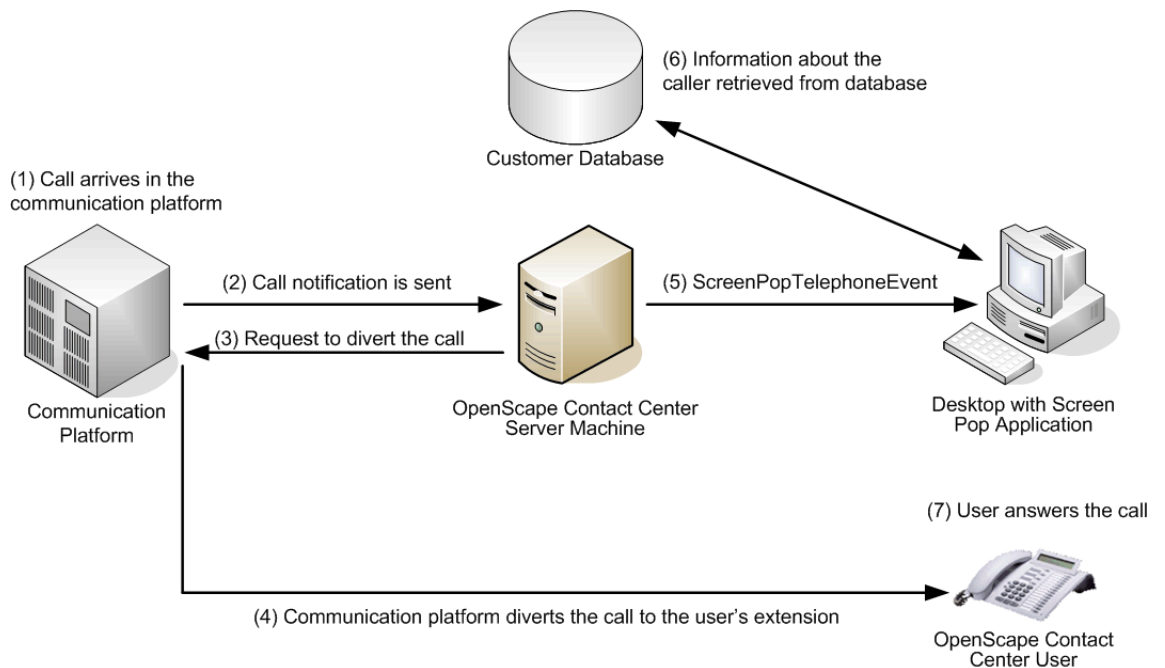 (6) Information about the
caller retrieved from database
Customer Database
(1) Call arrives in the
communication platform
(2) Call notification is sent
(5) ScreenPopTelephoneEvent
(3) Request to divert the call
Communication
Platform
OpenScape Contact Center
Server Machine
Desktop with Screen
Pop Application
(7) User answers the call
(4) Communication platform diverts the call to the user's extension
OpenScape Contact
Center User